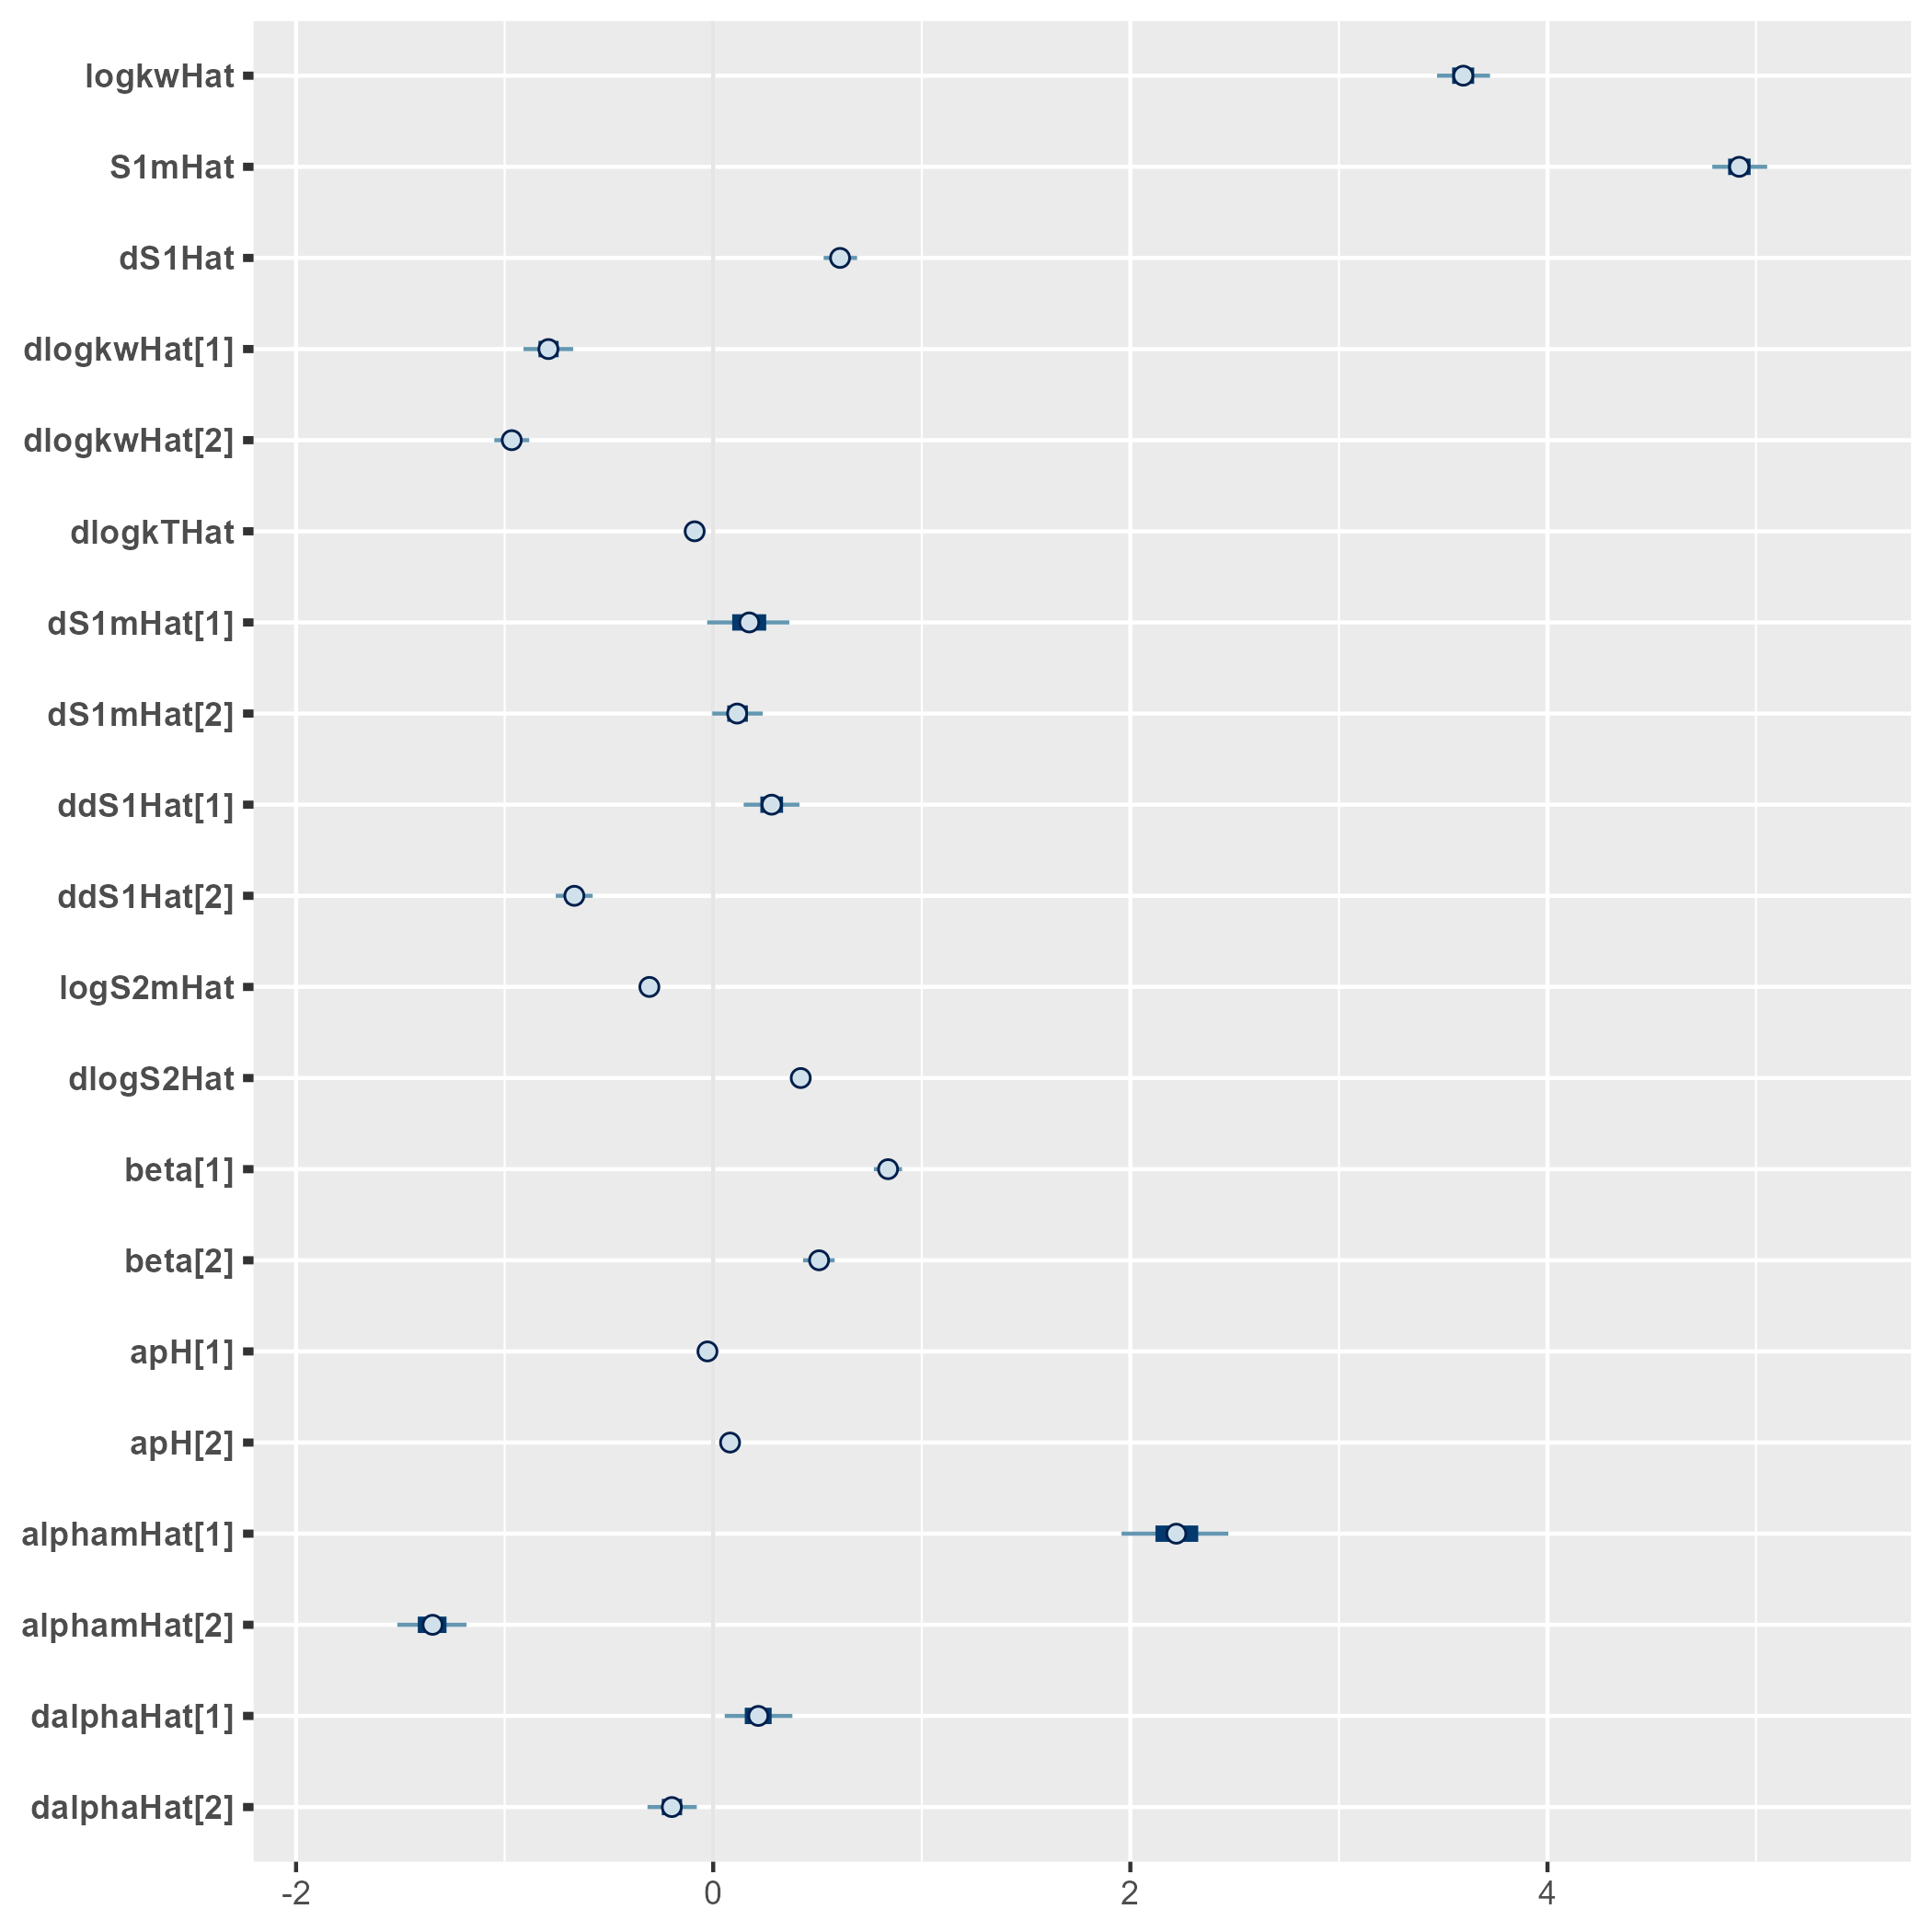 logkwHat
S1mHat
dS1Hat
dlogkwHat[1]
dlogkwHat[2]
dlogkTHat
dS1mHat[1]
dS1mHat[2]
ddS1Hat[1]
ddS1Hat[2]
logS2mHat
dlogS2Hat
beta[1]
beta[2]
apH[1]
apH[2]
alphamHat[1]
alphamHat[2]
dalphaHat[1]
dalphaHat[2]
-2 0 2 4